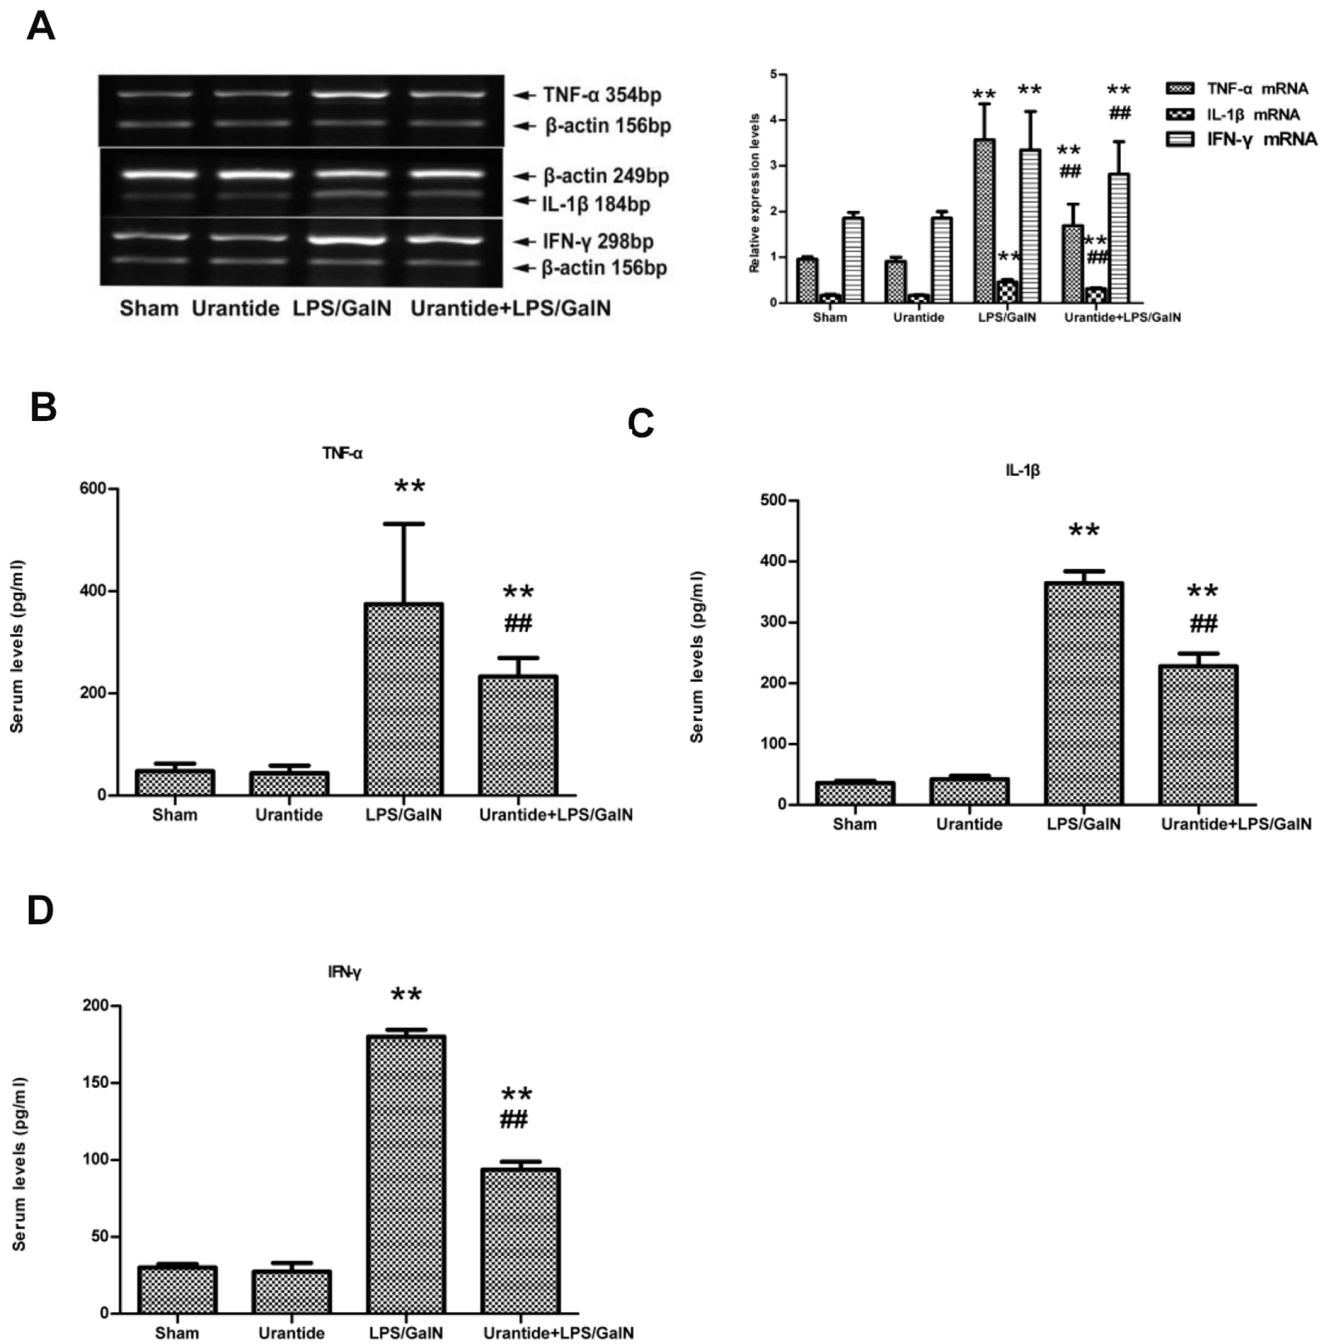 A
TNF-α 354bp
β-actin 156bp
β-actin 249bp
IL-1β 184bp
IFN-γ 298bp
β-actin 156bp
Sham Urantide LPS/GalN Urantide+LPS/GalN
Relative expression levels
5
4
3
2
1
0
** **
**
##
**
**
##
**
##
Sham Urantide LPS/GalN Urantide+LPS/GalN
TNF-α mRNA
IL-1β mRNA
IFN-γ mRNA
B
TNF-α
Serum levels (pg/ml)
600
400
200
0
**
**
##
Sham Urantide LPS/GalN Urantide+LPS/GalN
C
IL-1β
Serum levels (pg/ml)
500
400
300
200
100
0
**
**
##
Sham Urantide LPS/GalN Urantide+LPS/GalN
D
IFN-γ
Serum levels (pg/ml)
200
150
100
50
0
**
**
##
Sham Urantide LPS/GalN Urantide+LPS/GalN